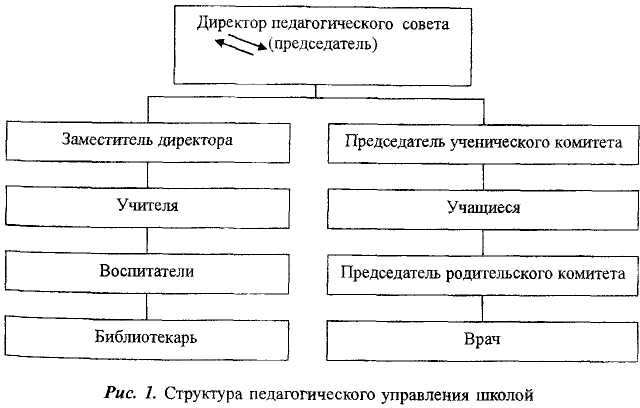 Директор педагогического совета
(председатель)
Заместитель директора
Председатель ученического комитета
Учителя
Учащиеся
Воспитатели
Председатель родительского комитета
Библиотекарь
Врач
Рис. 1. Структура педагогического управления школой